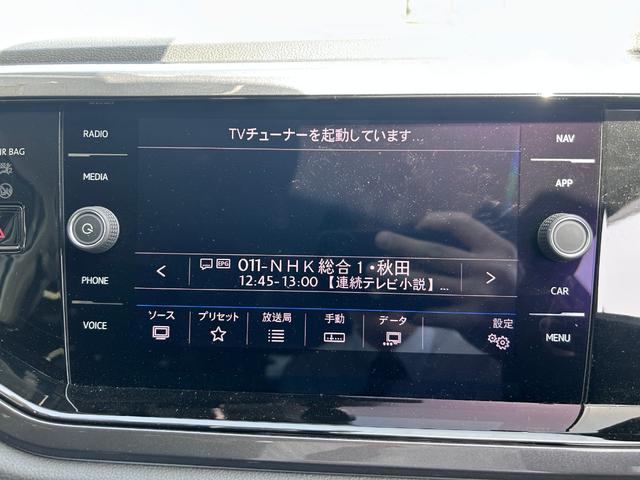 RADIO
TVチューナーを起動しています...
NAV
IR BAG
MEDIA
APP
EPG
011-NHK総合1・秋田
PHONE
12:45-13:00 【連続テレビ小説】...
CAR
VOICE
ソース プリセット 放送局 手動 データ 設定
MENU